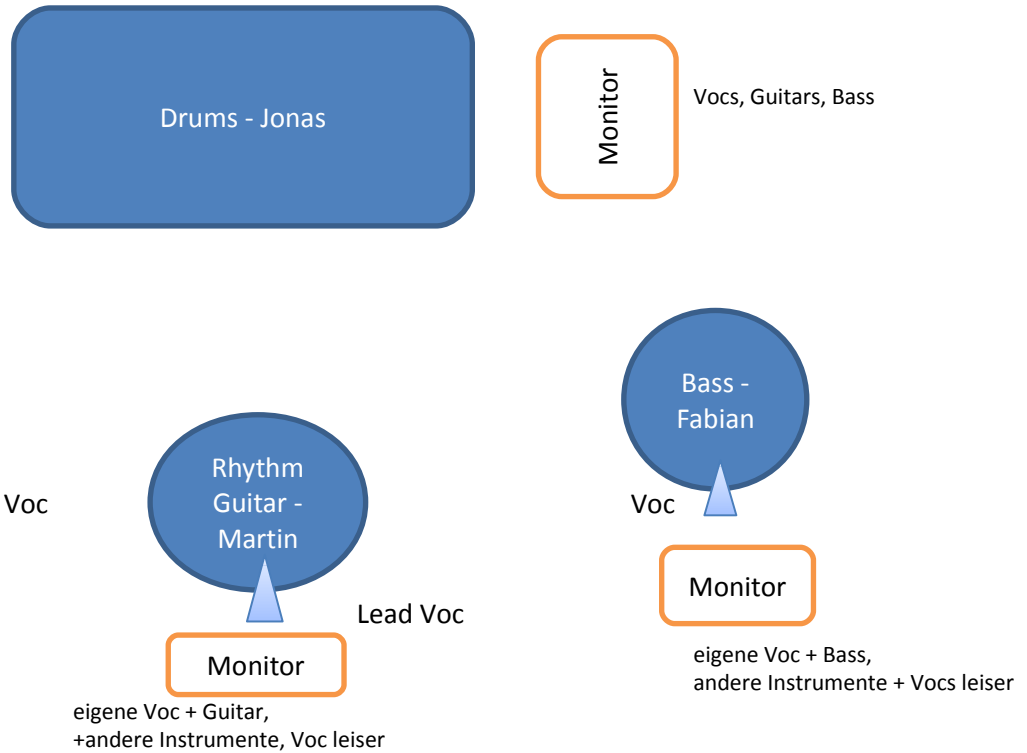 Drums - Jonas
Monitor
Vocs, Guitars, Bass
Bass -
Fabian
Rhythm
Guitar -
Martin
Voc
Voc
Monitor
Lead Voc
Monitor
eigene Voc + Bass,
andere Instrumente + Vocs leiser
eigene Voc + Guitar,
+andere Instrumente, Voc leiser